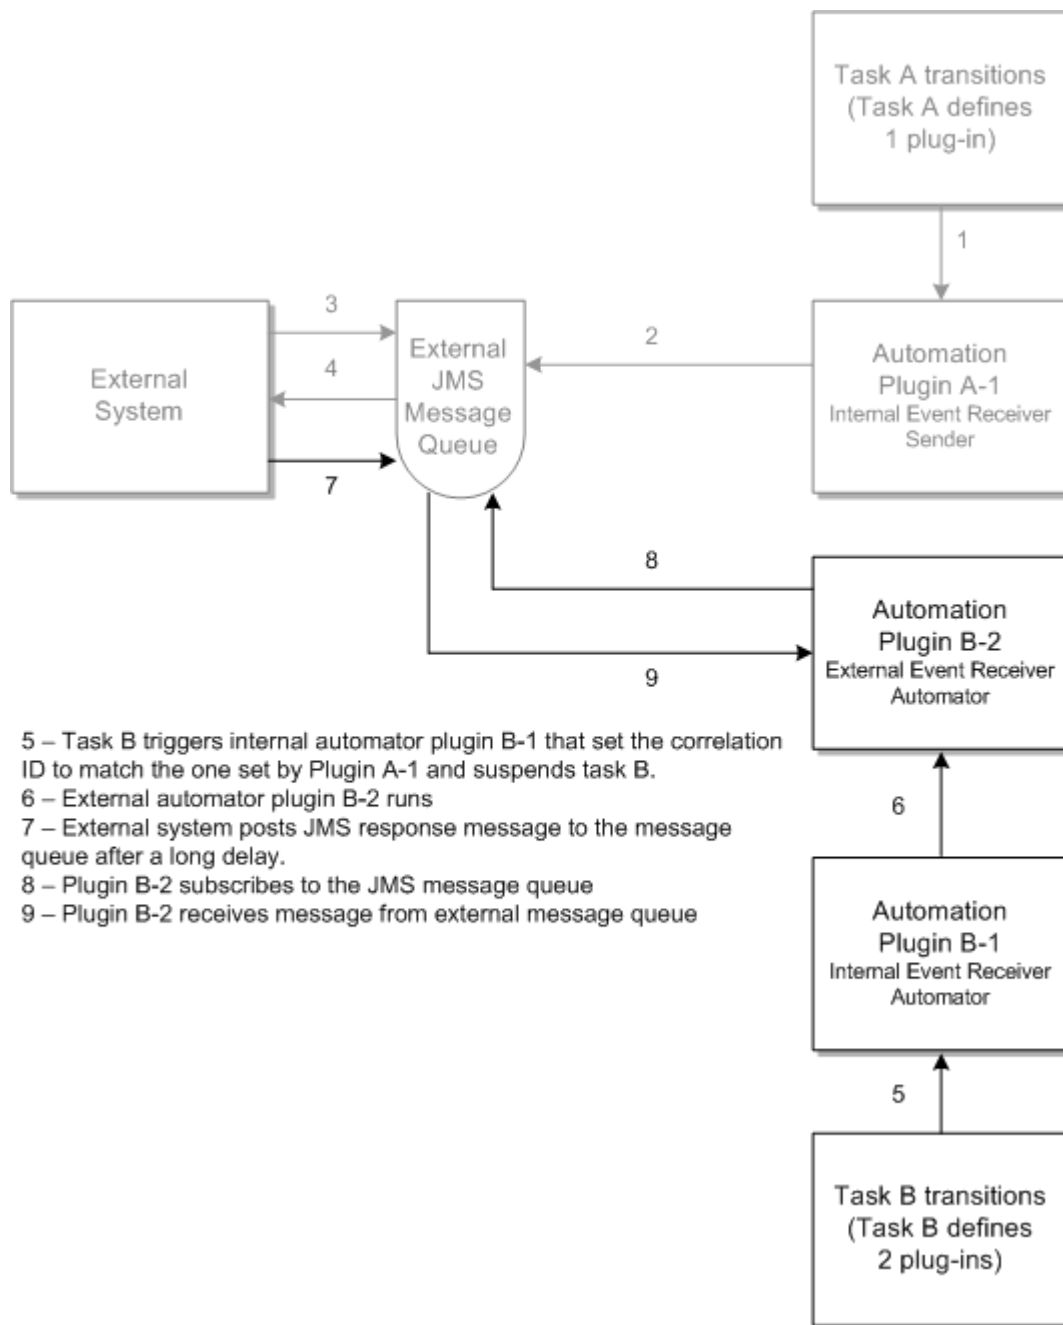 Task A transitions
(Task A defines
1 plug-in)
1
External
System
3
4
7
External
JMS
Message
Queue
2
Automation
Plugin A-1
Internal Event Receiver
Sender
8
9
Automation
Plugin B-2
External Event Receiver
Automator
5 – Task B triggers internal automator plugin B-1 that set the correlation
ID to match the one set by Plugin A-1 and suspends task B.
6 – External automator plugin B-2 runs
7 – External system posts JMS response message to the message
queue after a long delay.
8 – Plugin B-2 subscribes to the JMS message queue
9 – Plugin B-2 receives message from external message queue
6
Automation
Plugin B-1
Internal Event Receiver
Automator
5
Task B transitions
(Task B defines
2 plug-ins)